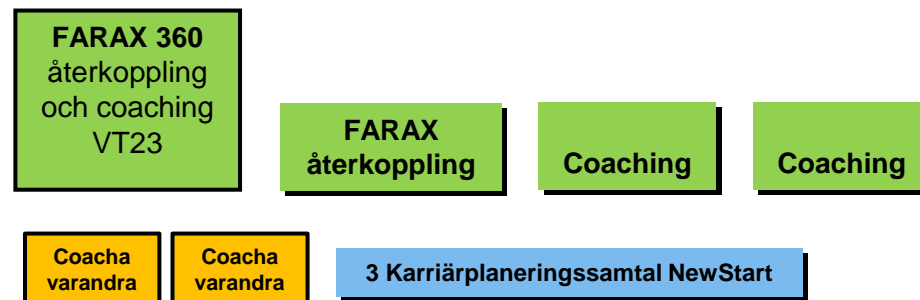 FARAX 360
återkoppling
och coaching
VT23
FARAX
återkoppling
Coaching
Coaching
Coacha
varandra
Coacha
varandra
3 Karriärplaneringssamtal NewStart